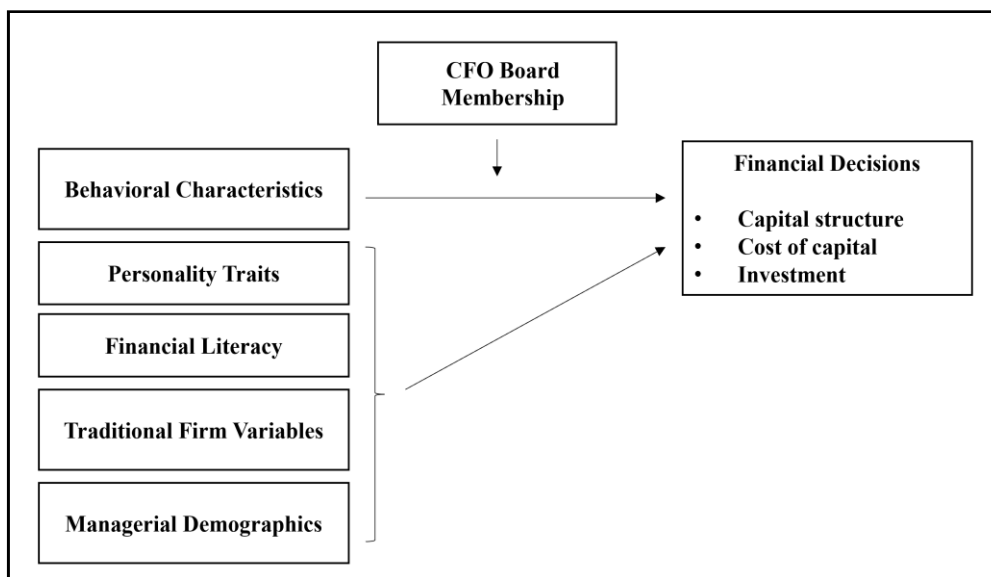 CFO Board
Membership
Behavioral Characteristics
Personality Traits
Financial Literacy
Traditional Firm Variables
Managerial Demographics
Financial Decisions
• Capital structure
• Cost of capital
• Investment